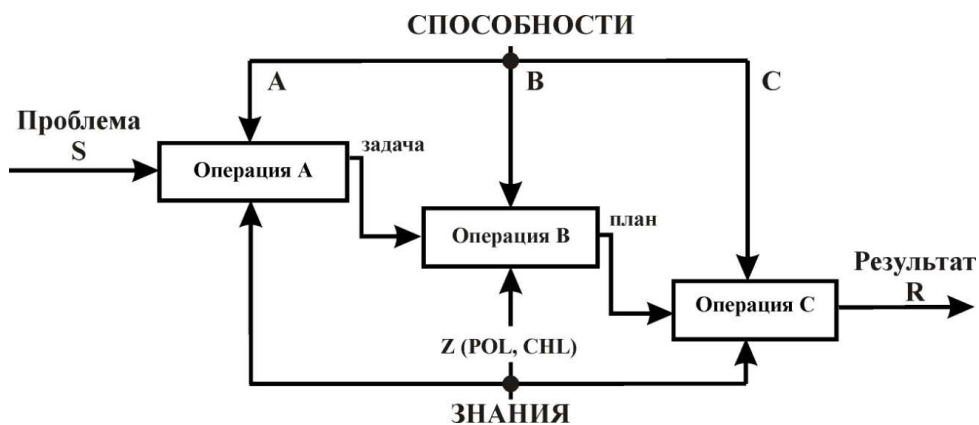 СПОСОБНОСТИ
A
B
C
Проблема
S
Операция A
задача
Операция B
план
Операция C
Результат
R
Z (POL, CHL)
ЗНАНИЯ